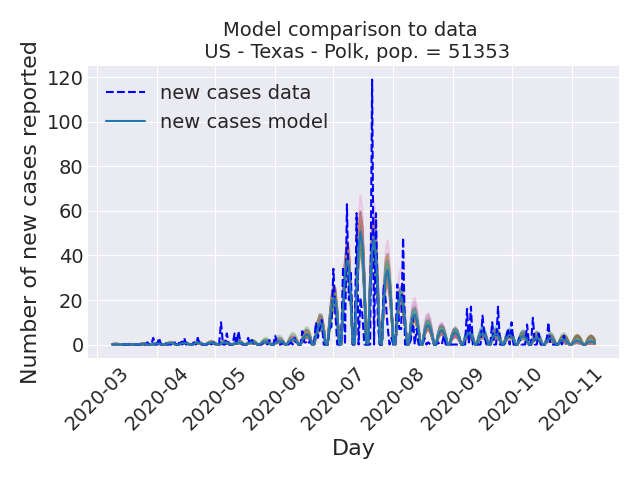 Model comparison to data
US - Texas - Polk, pop. = 51353
Number of new cases reported
120
100
80
60
40
20
0
new cases data
new cases model
2020-03
2020-04
2020-05
2020-06
2020-07
2020-08
2020-09
2020-10
2020-11
Day